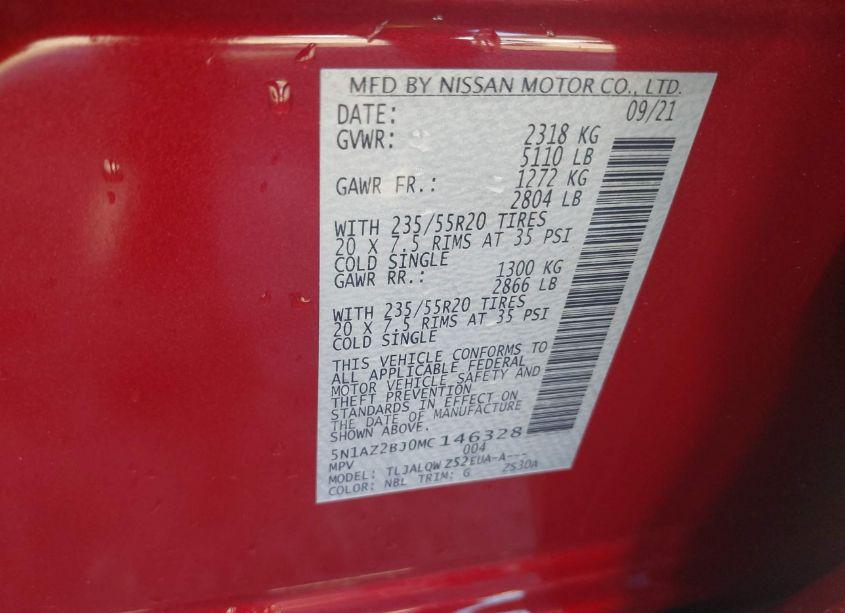 MFD BY NISSAN MOTOR CO., LTD.
DATE: 09/21
GVWR: 2318 KG
5110 LB
GAWR FR.: 1272 KG
2804 LB
WITH 235/55R20 TIRES
20 X 7.5 RIMS AT 35 PSI
COLD SINGLE
GAWR RR.: 1300 KG
2866 LB
WITH 235/55R20 TIRES
20 X 7.5 RIMS AT 35 PSI
COLD SINGLE
THIS VEHICLE CONFORMS TO
ALL APPLICABLE FEDERAL
MOTOR VEHICLE SAFETY AND
THEFT PREVENTION
STANDARDS IN EFFECT ON
THE DATE OF MANUFACTURE
SHOWN ABOVE.
5N1AZ2BJ0MC146328
MPV 004
MODEL: TLJALQWZ52EUA-A---
COLOR: NBL TRIM: G ZS30A